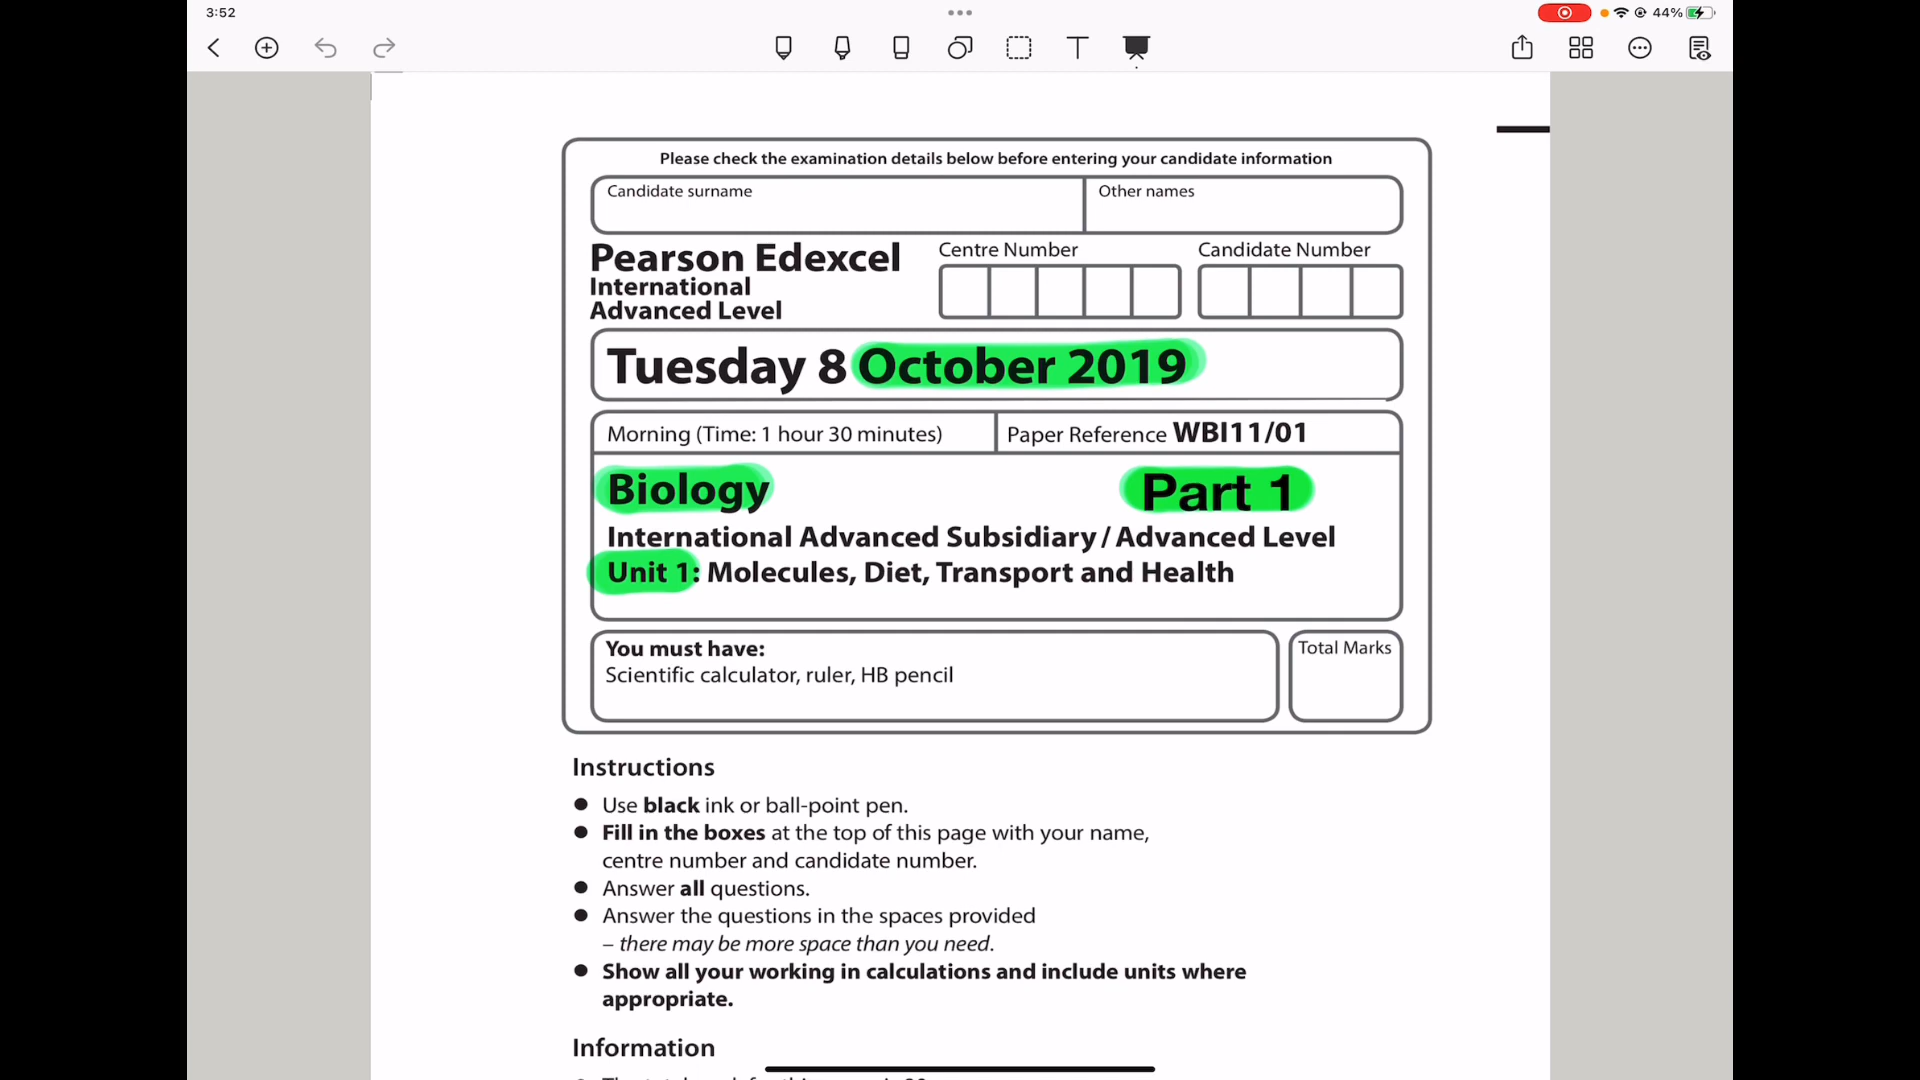 3:52
44%
Please check the examination details below before entering your candidate information
Candidate surname
Other names
Pearson Edexcel
International
Advanced Level
Centre Number
Candidate Number
Tuesday 8 October 2019
Morning (Time: 1 hour 30 minutes)
Paper Reference WBI11/01
Biology
Part 1
International Advanced Subsidiary / Advanced Level
Unit 1: Molecules, Diet, Transport and Health
You must have:
Scientific calculator, ruler, HB pencil
Total Marks
Instructions
● Use black ink or ball-point pen.
● Fill in the boxes at the top of this page with your name,
centre number and candidate number.
● Answer all questions.
● Answer the questions in the spaces provided
– there may be more space than you need.
● Show all your working in calculations and include units where
appropriate.
Information